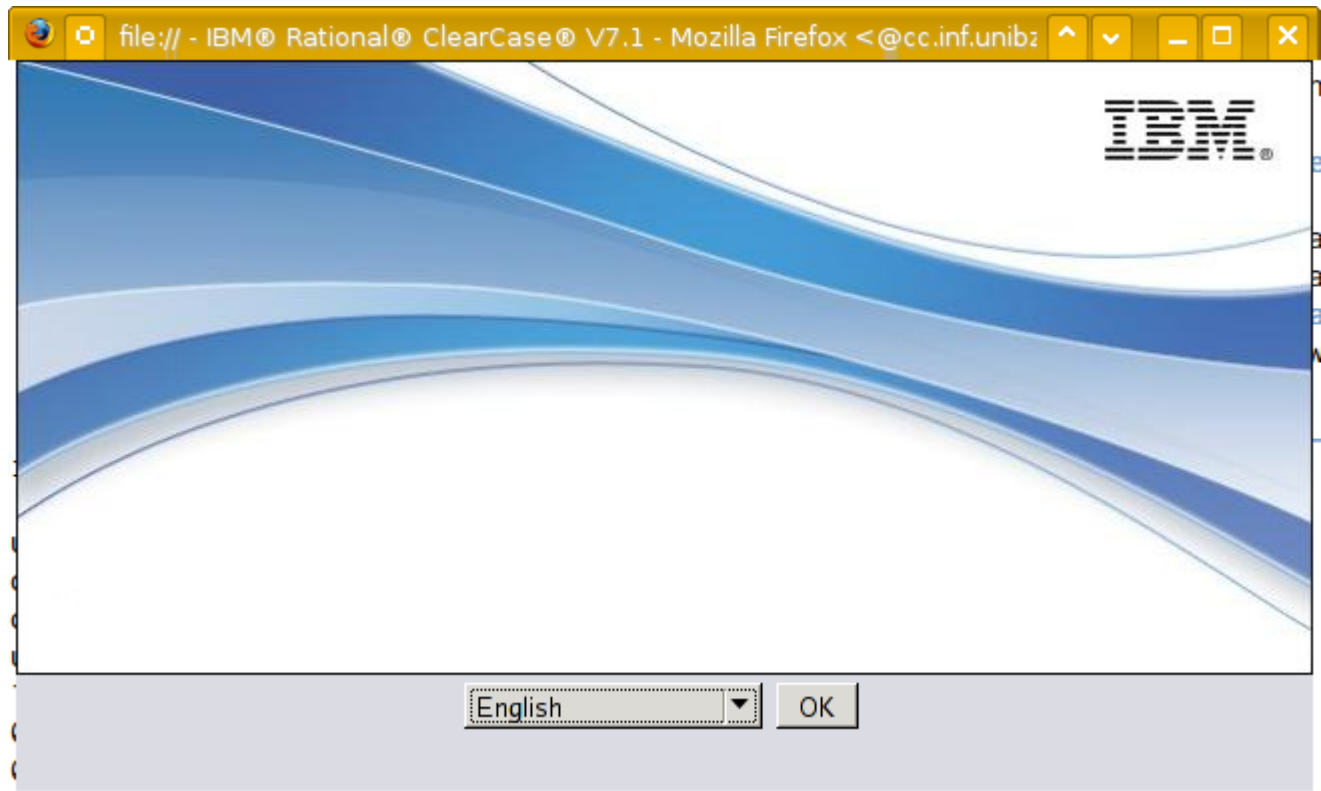 file:// - IBM® Rational® ClearCase® V7.1 - Mozilla Firefox <@cc.inf.unibz
IBM®
English
OK